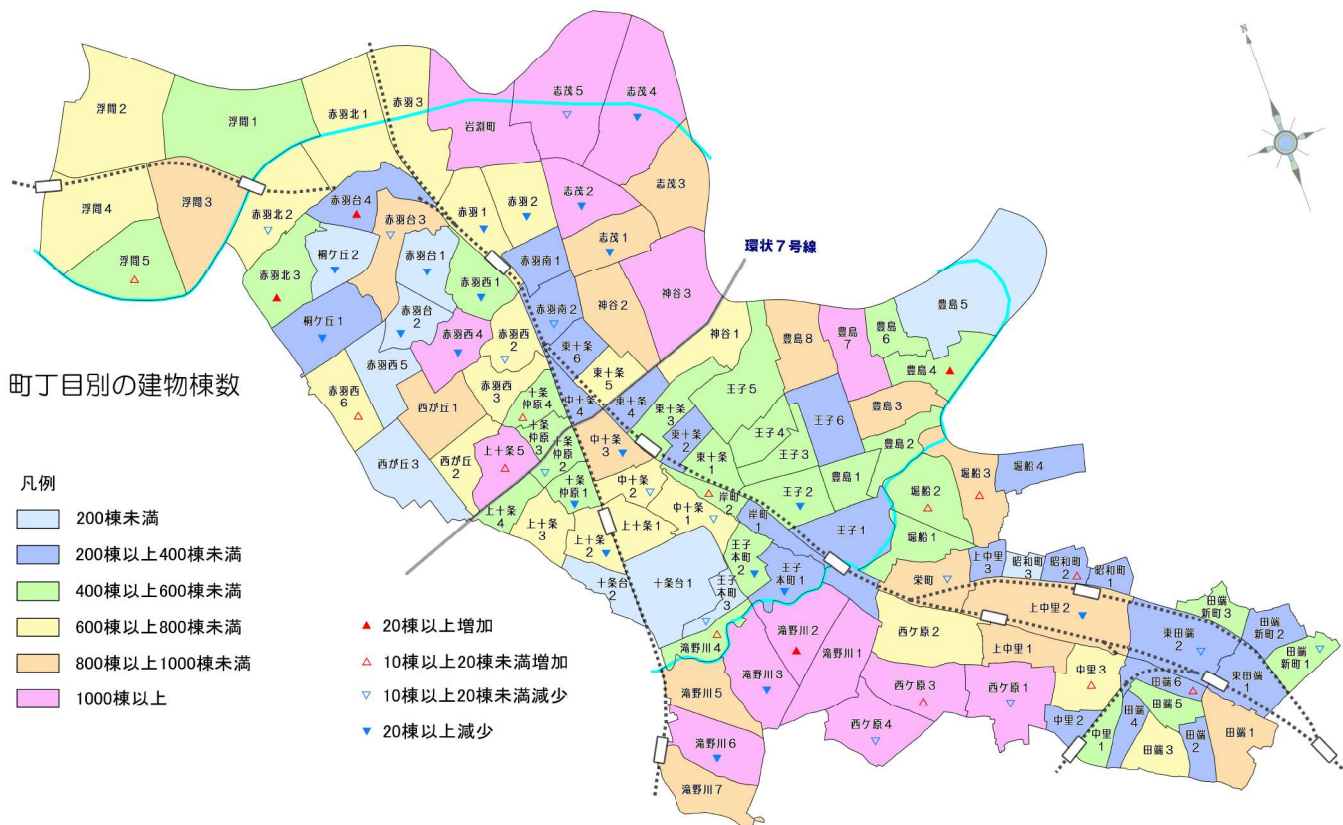 N
浮間2
浮間1
赤羽北1
赤羽3
岩淵町
志茂5
志茂4
浮間4
浮間3
浮間5
赤羽北2
赤羽台4
赤羽台3
赤羽1
赤羽2
志茂2
志茂3
志茂1
赤羽北3
桐ケ丘2
赤羽台1
赤羽西1
赤羽南1
環状7号線
桐ケ丘1
赤羽台
2
赤羽西4
赤羽西
2
赤羽南2
神谷2
神谷3
神谷1
東十条
6
赤羽西5
赤羽西
6
西が丘1
赤羽西
3
十条
仲原4
中十条
4
東十条
5
東十条
4
東十条
3
王子5
豊島8
豊島
7
豊島
6
豊島5
豊島4
豊島3
王子6
王子4
王子3
豊島2
西が丘3
西が丘
2
上十条5
十条
仲原
3
十条
仲原
2
十条
仲原1
中十条
3
東十条
2
東十条
1
中十条
2
中十条
1
岸町
2
岸町
1
王子2
豊島1
王子1
堀船2
堀船3
堀船4
堀船1
上十条
4
上十条
3
上十条
2
上十条1
十条台
2
十条台1
王子
本町
2
王子
本町1
王子
本町
3
滝野川4
栄町
上中里
3
昭和町
3
昭和町
2
昭和町
1
上中里2
田端
新町3
田端
新町2
田端
新町1
東田端
2
東田端
1
滝野川2
滝野川1
滝野川3
西ケ原2
上中里1
西ケ原3
西ケ原1
西ケ原4
中里3
中里2
中里
1
田端6
田端
4
田端5
田端3
田端
2
田端1
滝野川5
滝野川6
滝野川7
町丁目別の建物棟数
凡例
200棟未満
200棟以上400棟未満
400棟以上600棟未満
600棟以上800棟未満
800棟以上1000棟未満
1000棟以上
20棟以上増加
10棟以上20棟未満増加
10棟以上20棟未満減少
20棟以上減少